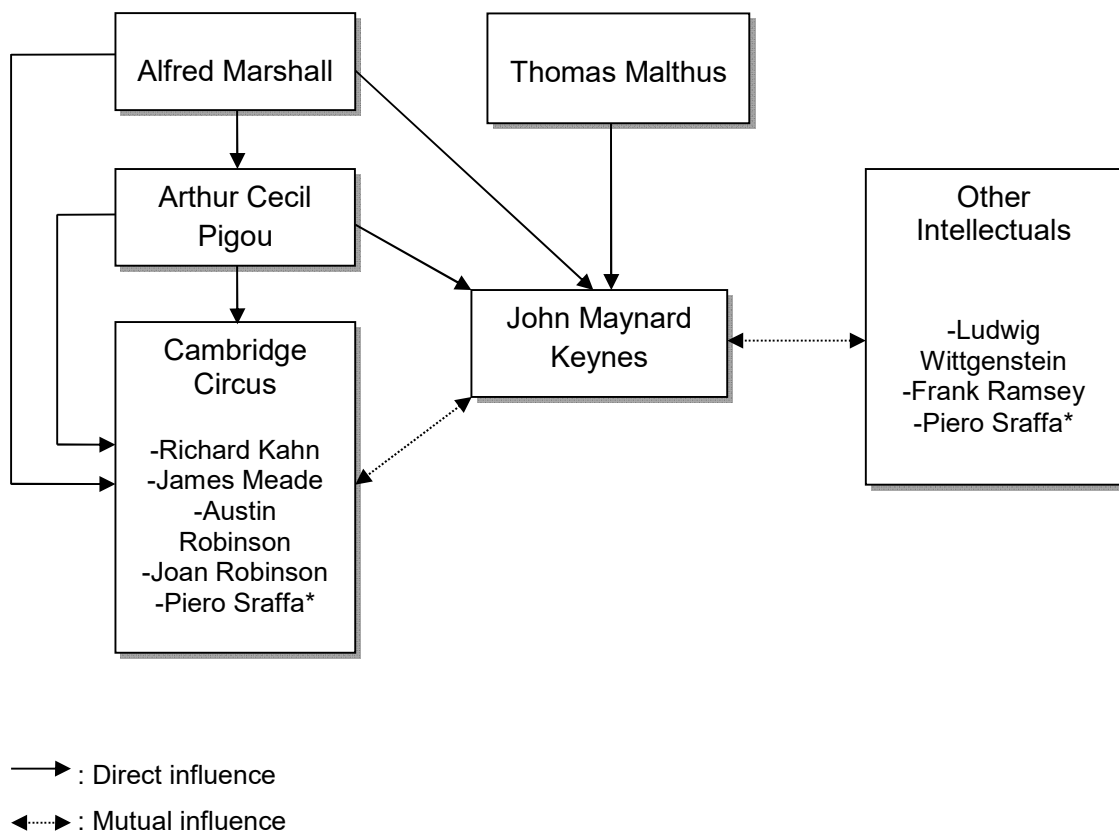 Alfred Marshall
Thomas Malthus
Arthur Cecil
Pigou
Other
Intellectuals
-Ludwig
Wittgenstein
-Frank Ramsey
-Piero Sraffa*
John Maynard
Keynes
Cambridge
Circus
-Richard Kahn
-James Meade
-Austin
Robinson
-Joan Robinson
-Piero Sraffa*
: Direct influence
: Mutual influence